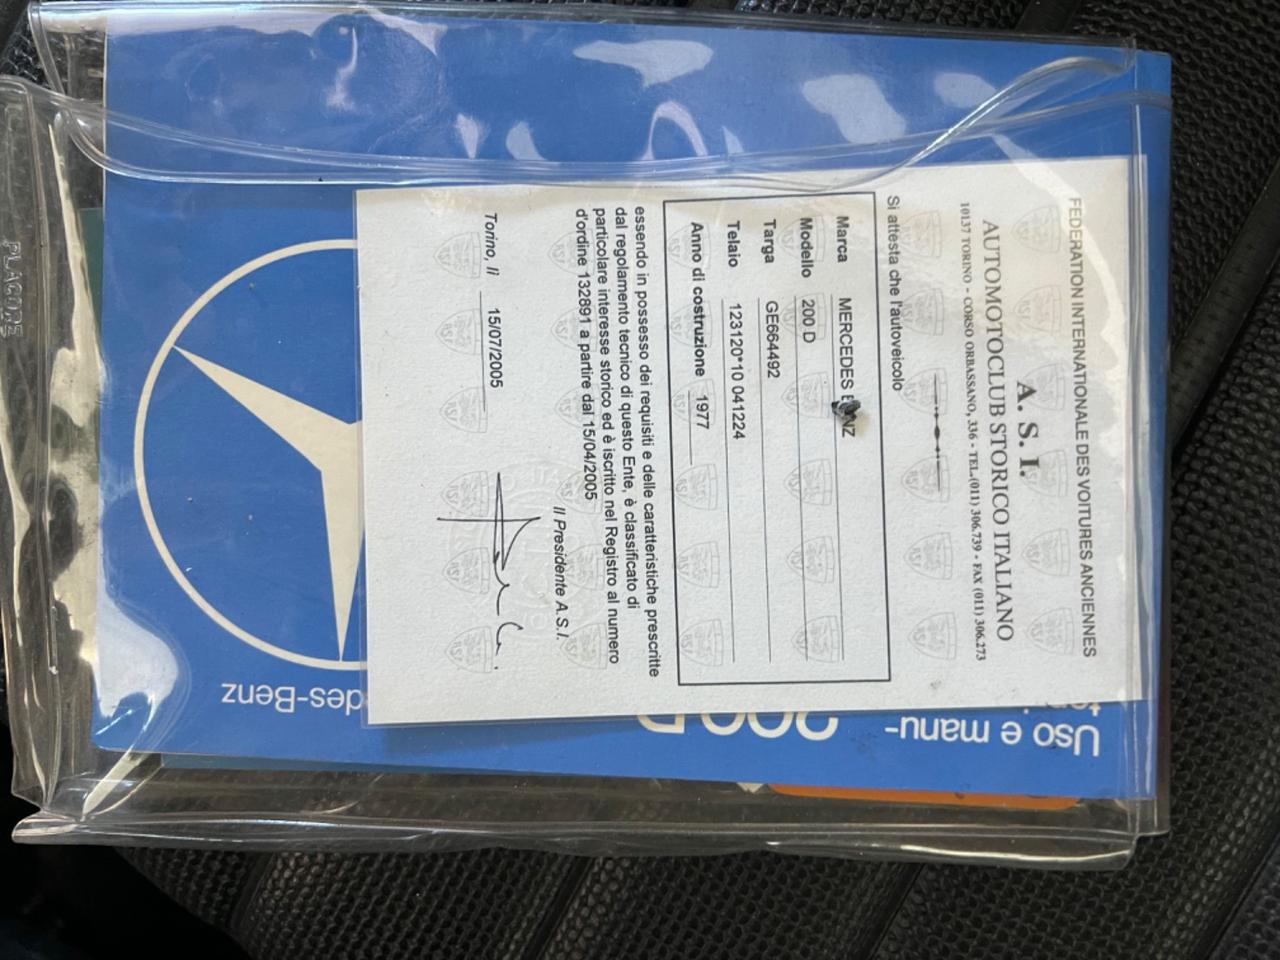 FEDERATION INTERNATIONALE DES VOITURES ANCIENNES
A. S. I.
AUTOMOTOCLUB STORICO ITALIANO
10137 TORINO - CORSO ORBASSANO, 336 - TEL.(011) 306.739 - FAX (011) 306.273
Si attesta che l'autoveicolo
Marca MERCEDES
Modello 200 D
Targa GE664492
Telaio 123120*10 041224
Anno di costruzione 1977
essendo in possesso dei requisiti e delle caratteristiche prescritte
dal regolamento tecnico di questo Ente, è classificato di
particolare interesse storico ed è iscritto nel Registro al numero
d'ordine 132891 a partire dal 15/04/2005
Il Presidente A.S.I.
Torino, li 15/07/2005
Uso e manu-
200 D
des-Benz
ASI